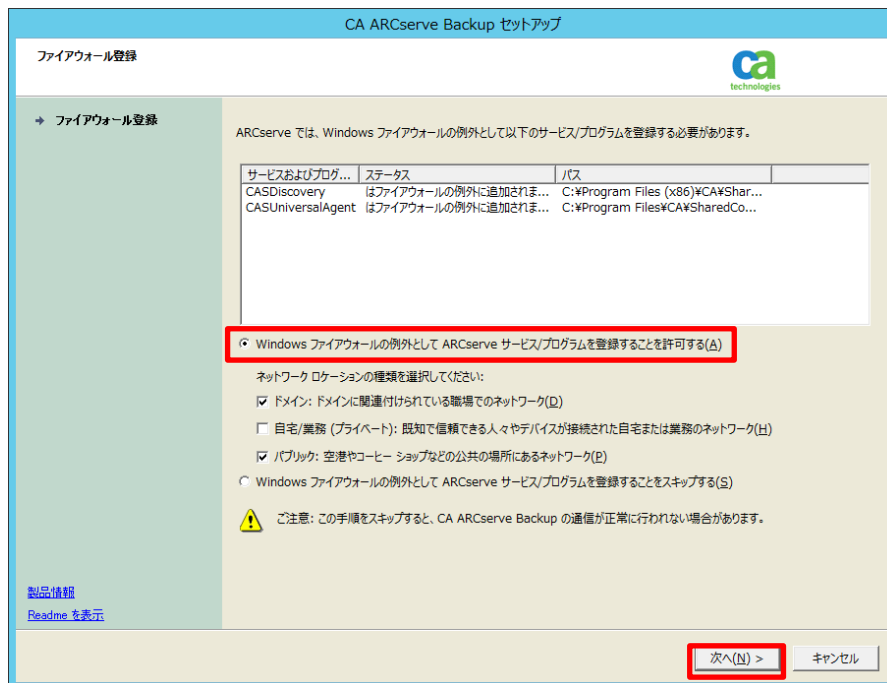 CA ARCserve Backup セットアップ
ファイアウォール登録
ca
technologies
ファイアウォール登録
ARCserve では、Windows ファイアウォールの例外として以下のサービス/プログラムを登録する必要があります。
サービスおよびプログ... ステータス パス
CASDiscovery はファイアウォールの例外に追加されま... C:¥Program Files (x86)¥CA¥Shar...
CASUniversalAgent はファイアウォールの例外に追加されま... C:¥Program Files¥CA¥SharedCo...
Windows ファイアウォールの例外として ARCserve サービス/プログラムを登録することを許可する(A)
ネットワーク ロケーションの種類を選択してください:
ドメイン: ドメインに関連付けられている職場でのネットワーク(D)
自宅/業務 (プライベート): 既知で信頼できる人々やデバイスが接続された自宅または業務のネットワーク(H)
パブリック: 空港やコーヒー ショップなどの公共の場所にあるネットワーク(P)
Windows ファイアウォールの例外として ARCserve サービス/プログラムを登録することをスキップする(S)
ご注意: この手順をスキップすると、CA ARCserve Backup の通信が正常に行われない場合があります。
製品情報
Readme を表示
次へ(N) >
キャンセル